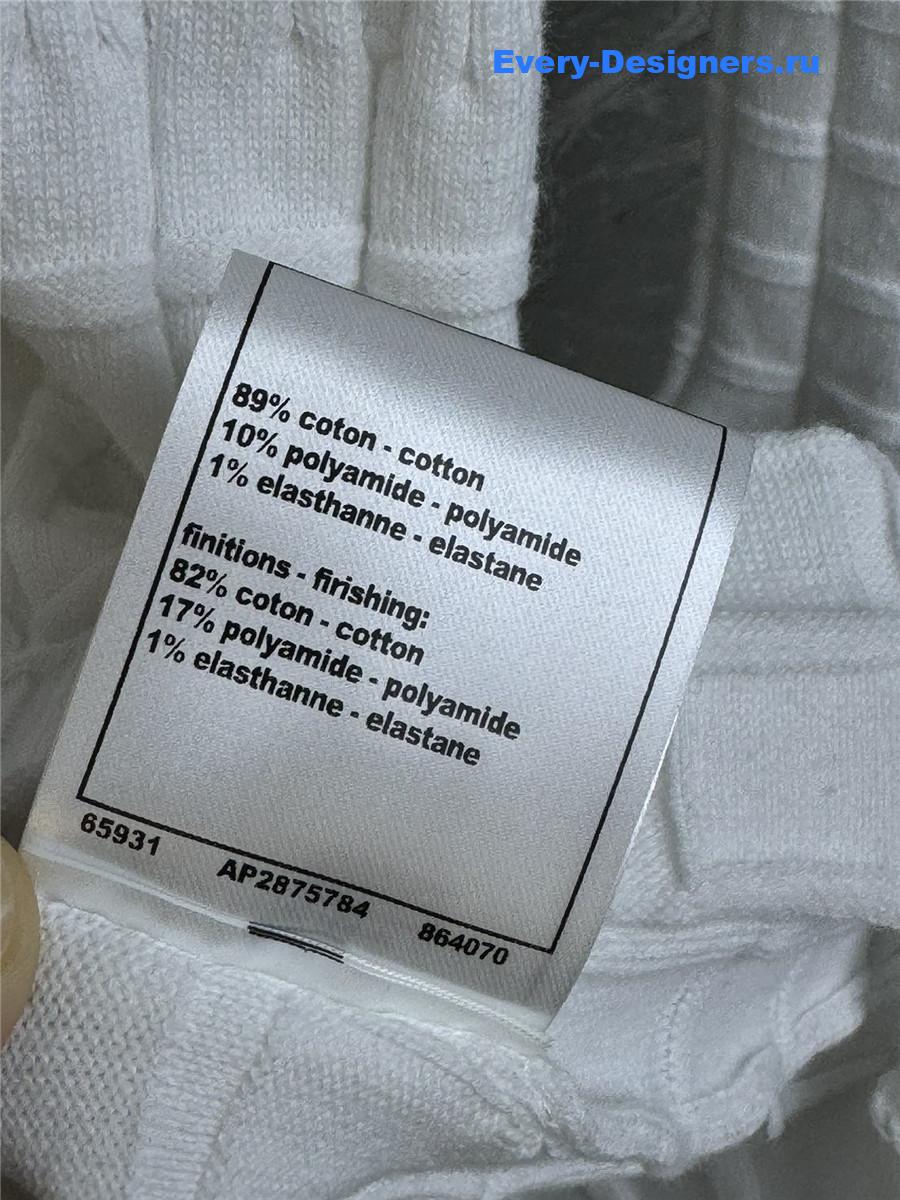 Every-Designers.ru
89% coton - cotton
10% polyamide - polyamide
1% elasthanne - elastane
finitions - firishing:
82% coton - cotton
17% polyamide - polyamide
1% elasthanne - elastane
65931 AP2875784 864070